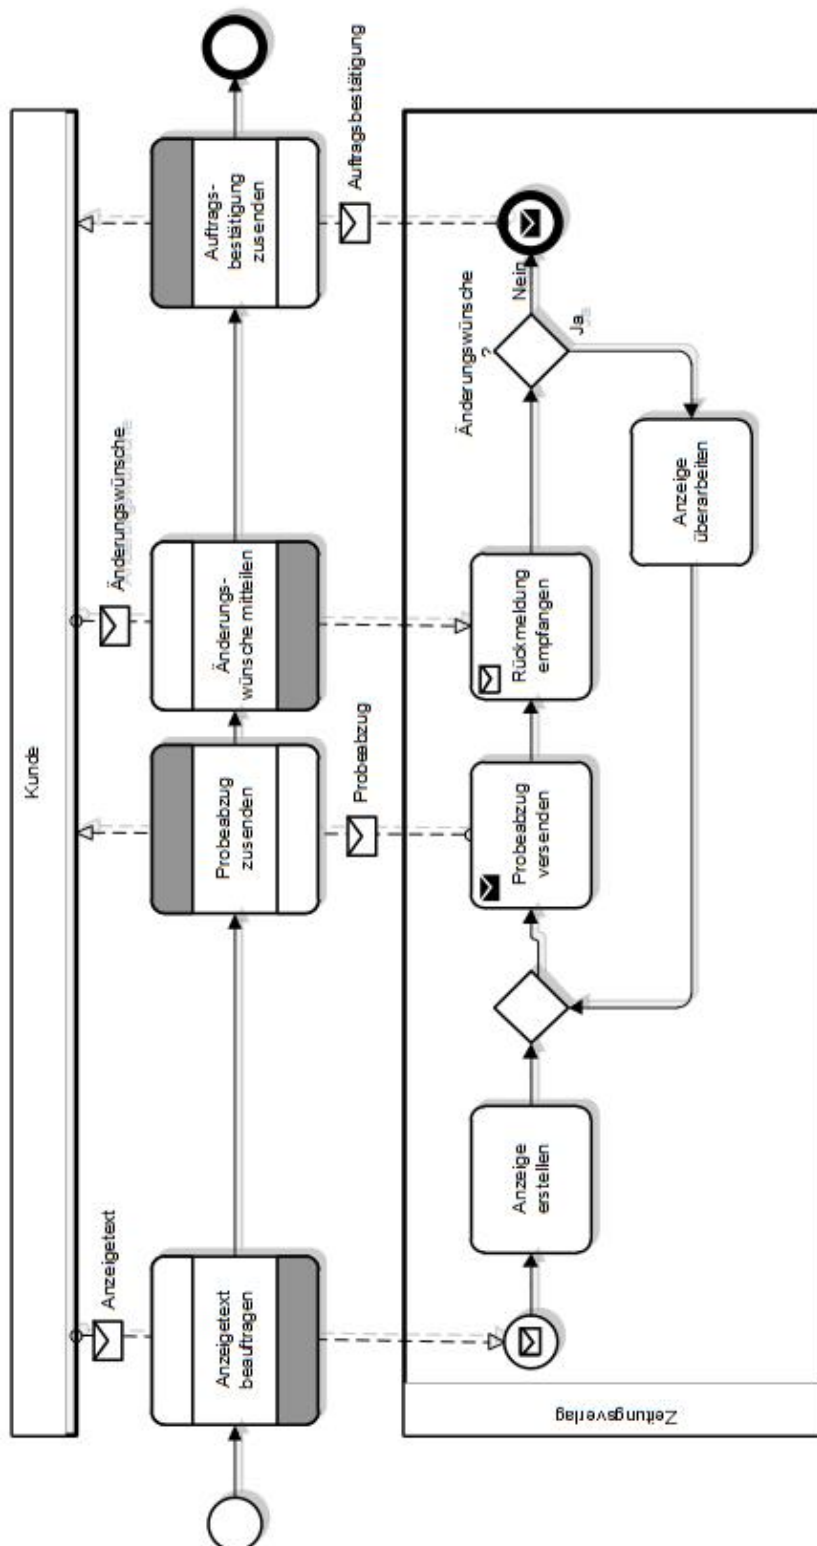 Kunde
Anzeigetext
Änderungswünsche
Anzeigetext
beauftragen
Probeabzug
zusenden
Änderungs-
wünsche mitteilen
Auftrags-
bestätigung
zusenden
Probeabzug
Auftragsbestätigung
Zeitungsverlag
Anzeige
erstellen
Probeabzug
versenden
Rückmeldung
empfangen
Änderungswünsche
?
Nein
Ja
Anzeige
überarbeiten